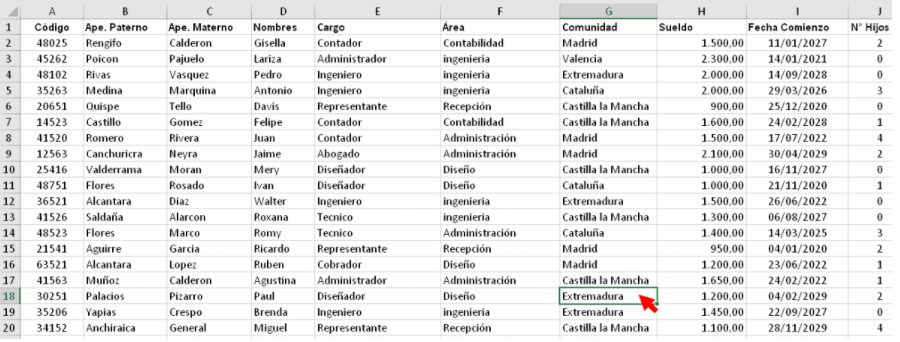 A B C D E F G H I J
1 Código Ape. Paterno Ape. Materno Nombres Cargo Área Comunidad Sueldo Fecha Comienzo N° Hijos
2 48025 Rengifo Calderon Gisella Contador Contabilidad Madrid 1.500,00 11/01/2027 2
3 45262 Poicon Pajuelo Lariza Administrador ingenieria Valencia 2.300,00 14/01/2021 0
4 48102 Rivas Vasquez Pedro Ingeniero ingenieria Extremadura 2.000,00 14/09/2028 0
5 35263 Medina Marquina Antonio Ingeniero ingenieria Cataluña 2.000,00 29/03/2026 3
6 20651 Quispe Tello Davis Representante Recepción Castilla la Mancha 900,00 25/12/2020 0
7 14523 Castillo Gomez Felipe Contador Contabilidad Castilla la Mancha 1.600,00 24/02/2028 1
8 41520 Romero Rivera Juan Contador Administración Madrid 1.500,00 17/07/2022 4
9 12563 Canchuricra Neyra Jaime Abogado Administración Madrid 2.100,00 30/04/2029 2
10 25416 Valderrama Moran Mery Diseñador Diseño Castilla la Mancha 1.000,00 16/11/2027 0
11 48751 Flores Rosado Ivan Diseñador Diseño Cataluña 1.000,00 21/11/2020 1
12 36521 Alcantara Diaz Walter Ingeniero ingenieria Extremadura 1.500,00 26/06/2022 0
13 41526 Saldaña Alarcon Roxana Tecnico ingenieria Castilla la Mancha 1.300,00 06/08/2027 0
14 48523 Flores Marco Romy Tecnico Administración Cataluña 1.400,00 14/03/2025 3
15 21541 Aguirre Garcia Ricardo Representante Recepción Madrid 950,00 04/01/2020 2
16 63521 Alcantara Lopez Ruben Cobrador Diseño Madrid 1.200,00 23/06/2022 1
17 41563 Muñoz Calderon Agustina Administrador Administración Castilla la Mancha 1.650,00 24/02/2022 1
18 30251 Palacios Pizarro Paul Diseñador Diseño Extremadura 1.200,00 04/02/2029 2
19 35206 Yapias Crespo Brenda Ingeniero ingenieria Extremadura 1.450,00 22/09/2027 0
20 34152 Anchiraica General Miguel Representante Recepción Castilla la Mancha 1.100,00 28/11/2029 4